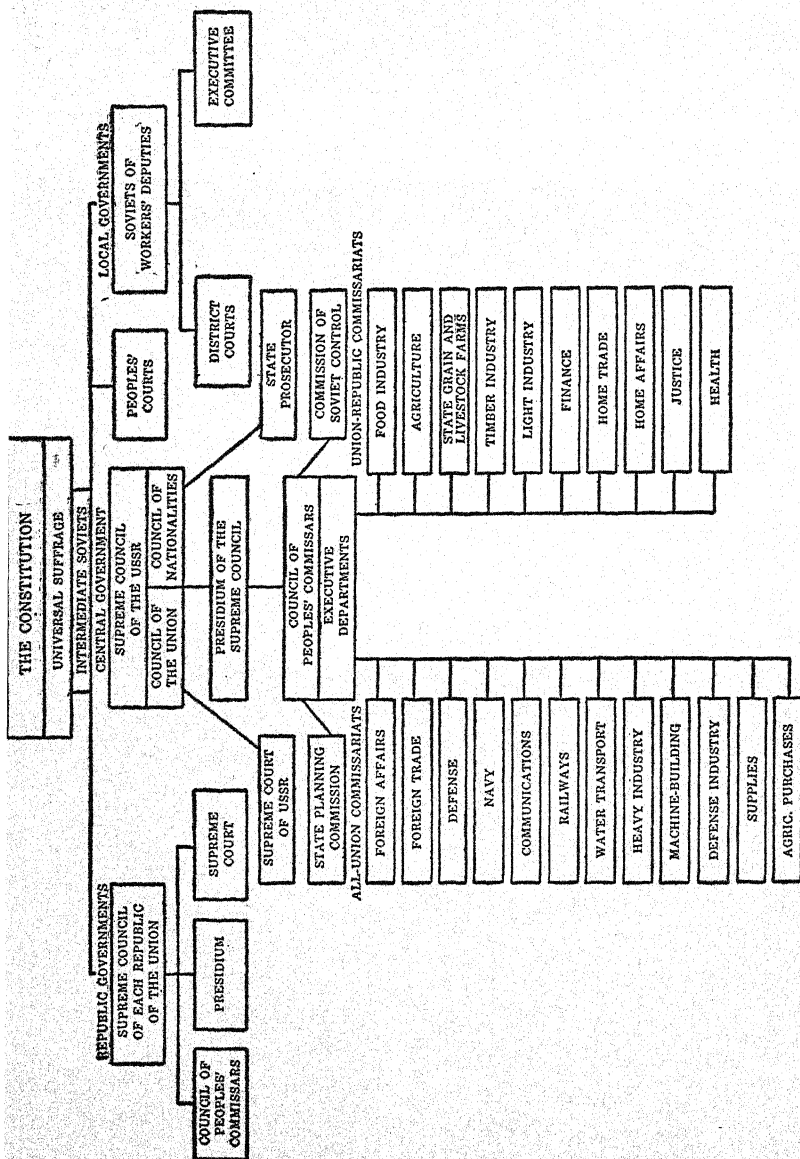 THE CONSTITUTION
UNIVERSAL SUFFRAGE
INTERMEDIATE SOVIETS
REPUBLIC GOVERNMENTS
SUPREME COUNCIL
OF EACH REPUBLIC
OF THE UNION
COUNCIL OF
PEOPLES'
COMMISSARS
PRESIDIUM
SUPREME
COURT
CENTRAL GOVERNMENT
SUPREME COUNCIL
OF THE USSR
COUNCIL OF
THE UNION
COUNCIL OF
NATIONALITIES
LOCAL GOVERNMENTS
PEOPLES'
COURTS
SOVIETS OF
WORKERS' DEPUTIES
DISTRICT
COURTS
EXECUTIVE
COMMITTEE
SUPREME COURT
OF USSR
PRESIDIUM OF THE
SUPREME COUNCIL
STATE
PROSECUTOR
STATE PLANNING
COMMISSION
COUNCIL OF
PEOPLES' COMMISSARS
EXECUTIVE
DEPARTMENTS
COMMISSION OF
SOVIET CONTROL
ALL-UNION COMMISSARIATS
FOREIGN AFFAIRS
FOREIGN TRADE
DEFENSE
NAVY
COMMUNICATIONS
RAILWAYS
WATER TRANSPORT
HEAVY INDUSTRY
MACHINE-BUILDING
DEFENSE INDUSTRY
SUPPLIES
AGRIC. PURCHASES
UNION-REPUBLIC COMMISSARIATS
FOOD INDUSTRY
AGRICULTURE
STATE GRAIN AND
LIVESTOCK FARMS
TIMBER INDUSTRY
LIGHT INDUSTRY
FINANCE
HOME TRADE
HOME AFFAIRS
JUSTICE
HEALTH